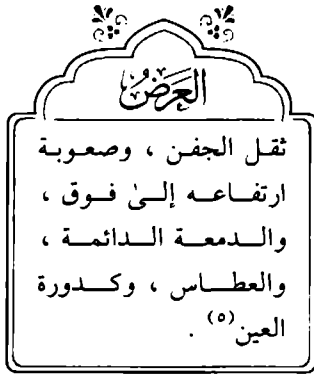 العَرَضُ
ثقل الجفن ، وصعوبة
ارتفاعه إلىٰ فوق ،
والدمعة الدائمة ،
والعطاس ، وكدورة
العين(٥) .